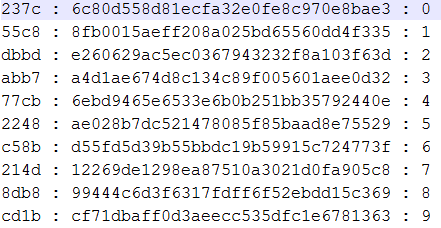 237c : 6c80d558d81ecfa32e0fe8c970e8bae3 : 0
55c8 : 8fb0015aeff208a025bd65560dd4f335 : 1
dbbd : e260629ac5ec0367943232f8a103f63d : 2
abb7 : a4d1ae674d8c134c89f005601aee0d32 : 3
77cb : 6ebd9465e6533e6b0b251bb35792440e : 4
2248 : ae028b7dc521478085f85baad8e75529 : 5
c58b : d55fd5d39b55bbdc19b59915c724773f : 6
214d : 12269de1298ea87510a3021d0fa905c8 : 7
8db8 : 99444c6d3f6317fdff6f52ebdd15c369 : 8
cd1b : cf71dbaff0d3aeecc535dfc1e6781363 : 9